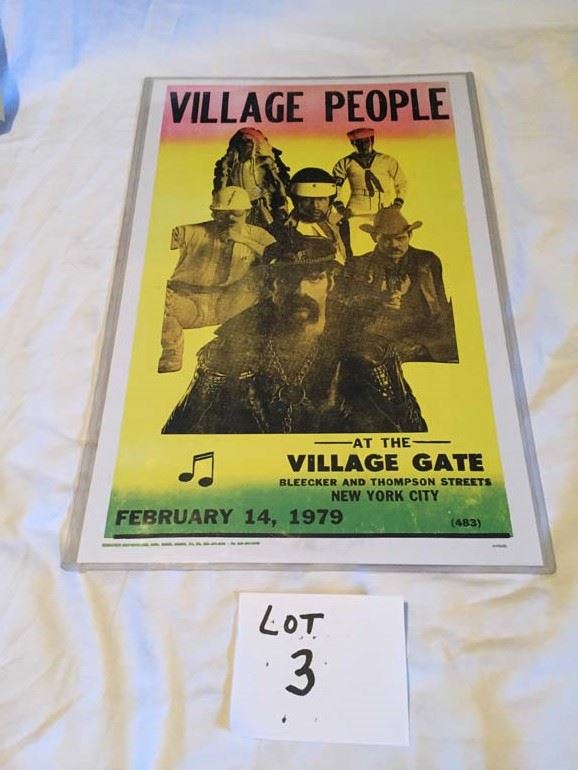 VILLAGE PEOPLE
AT THE
VILLAGE GATE
BLEECKER AND THOMPSON STREETS
NEW YORK CITY
FEBRUARY 14, 1979
(483)
LOT
3